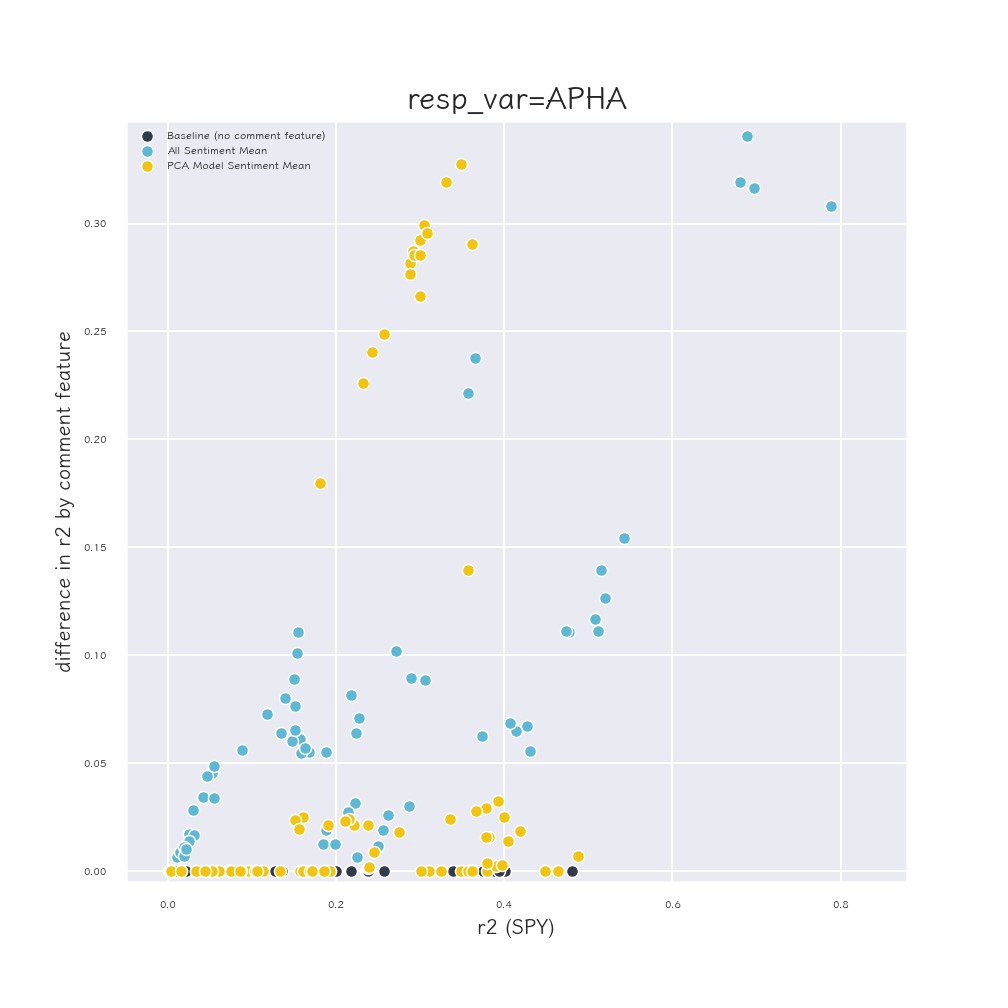 resp_var=APHA
Baseline (no comment feature)
All Sentiment Mean
PCA Model Sentiment Mean
difference in r2 by comment feature
0.30
0.25
0.20
0.15
0.10
0.05
0.00
0.0 0.2 0.4 0.6 0.8
r2 (SPY)